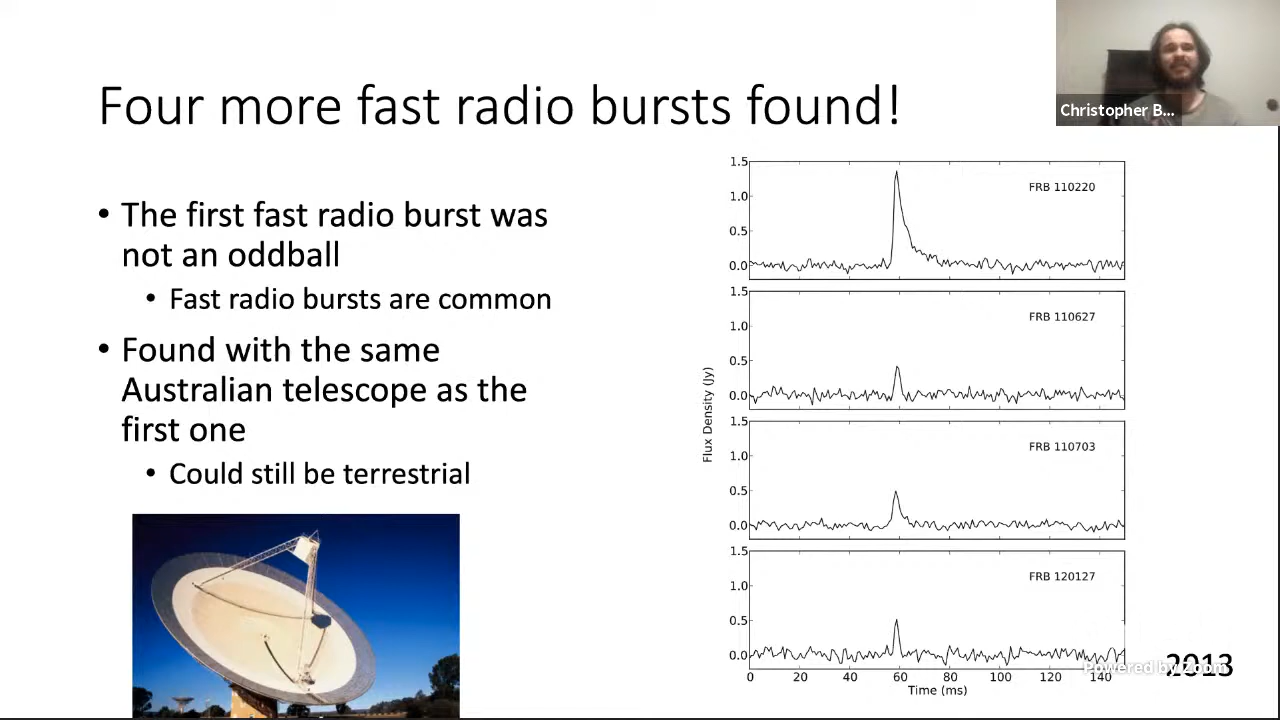 Christopher B...
Four more fast radio bursts found!
• The first fast radio burst was
not an oddball
• Fast radio bursts are common
• Found with the same
Australian telescope as the
first one
• Could still be terrestrial
Flux Density (Jy)
1.5
1.0
0.5
0.0
FRB 110220
1.5
1.0
0.5
0.0
FRB 110627
1.5
1.0
0.5
0.0
FRB 110703
1.5
1.0
0.5
0.0
FRB 120127
0 20 40 60 80 100 120 140
Time (ms)
Powered by Zoom
2013